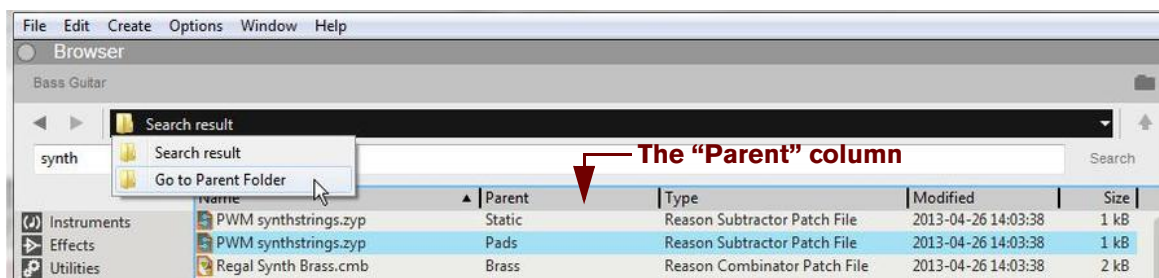 File Edit Create Options Window Help
Browser
Bass Guitar
Search result
Search result
synth
The “Parent” column
Search
Go to Parent Folder
Name Parent Type Modified Size
Instruments PWM synthstrings.zyp Static Reason Subtractor Patch File 2013-04-26 14:03:38 1 kB
Effects PWM synthstrings.zyp Pads Reason Subtractor Patch File 2013-04-26 14:03:38 1 kB
Utilities Regal Synth Brass.cmb Brass Reason Combinator Patch File 2013-04-26 14:03:38 2 kB